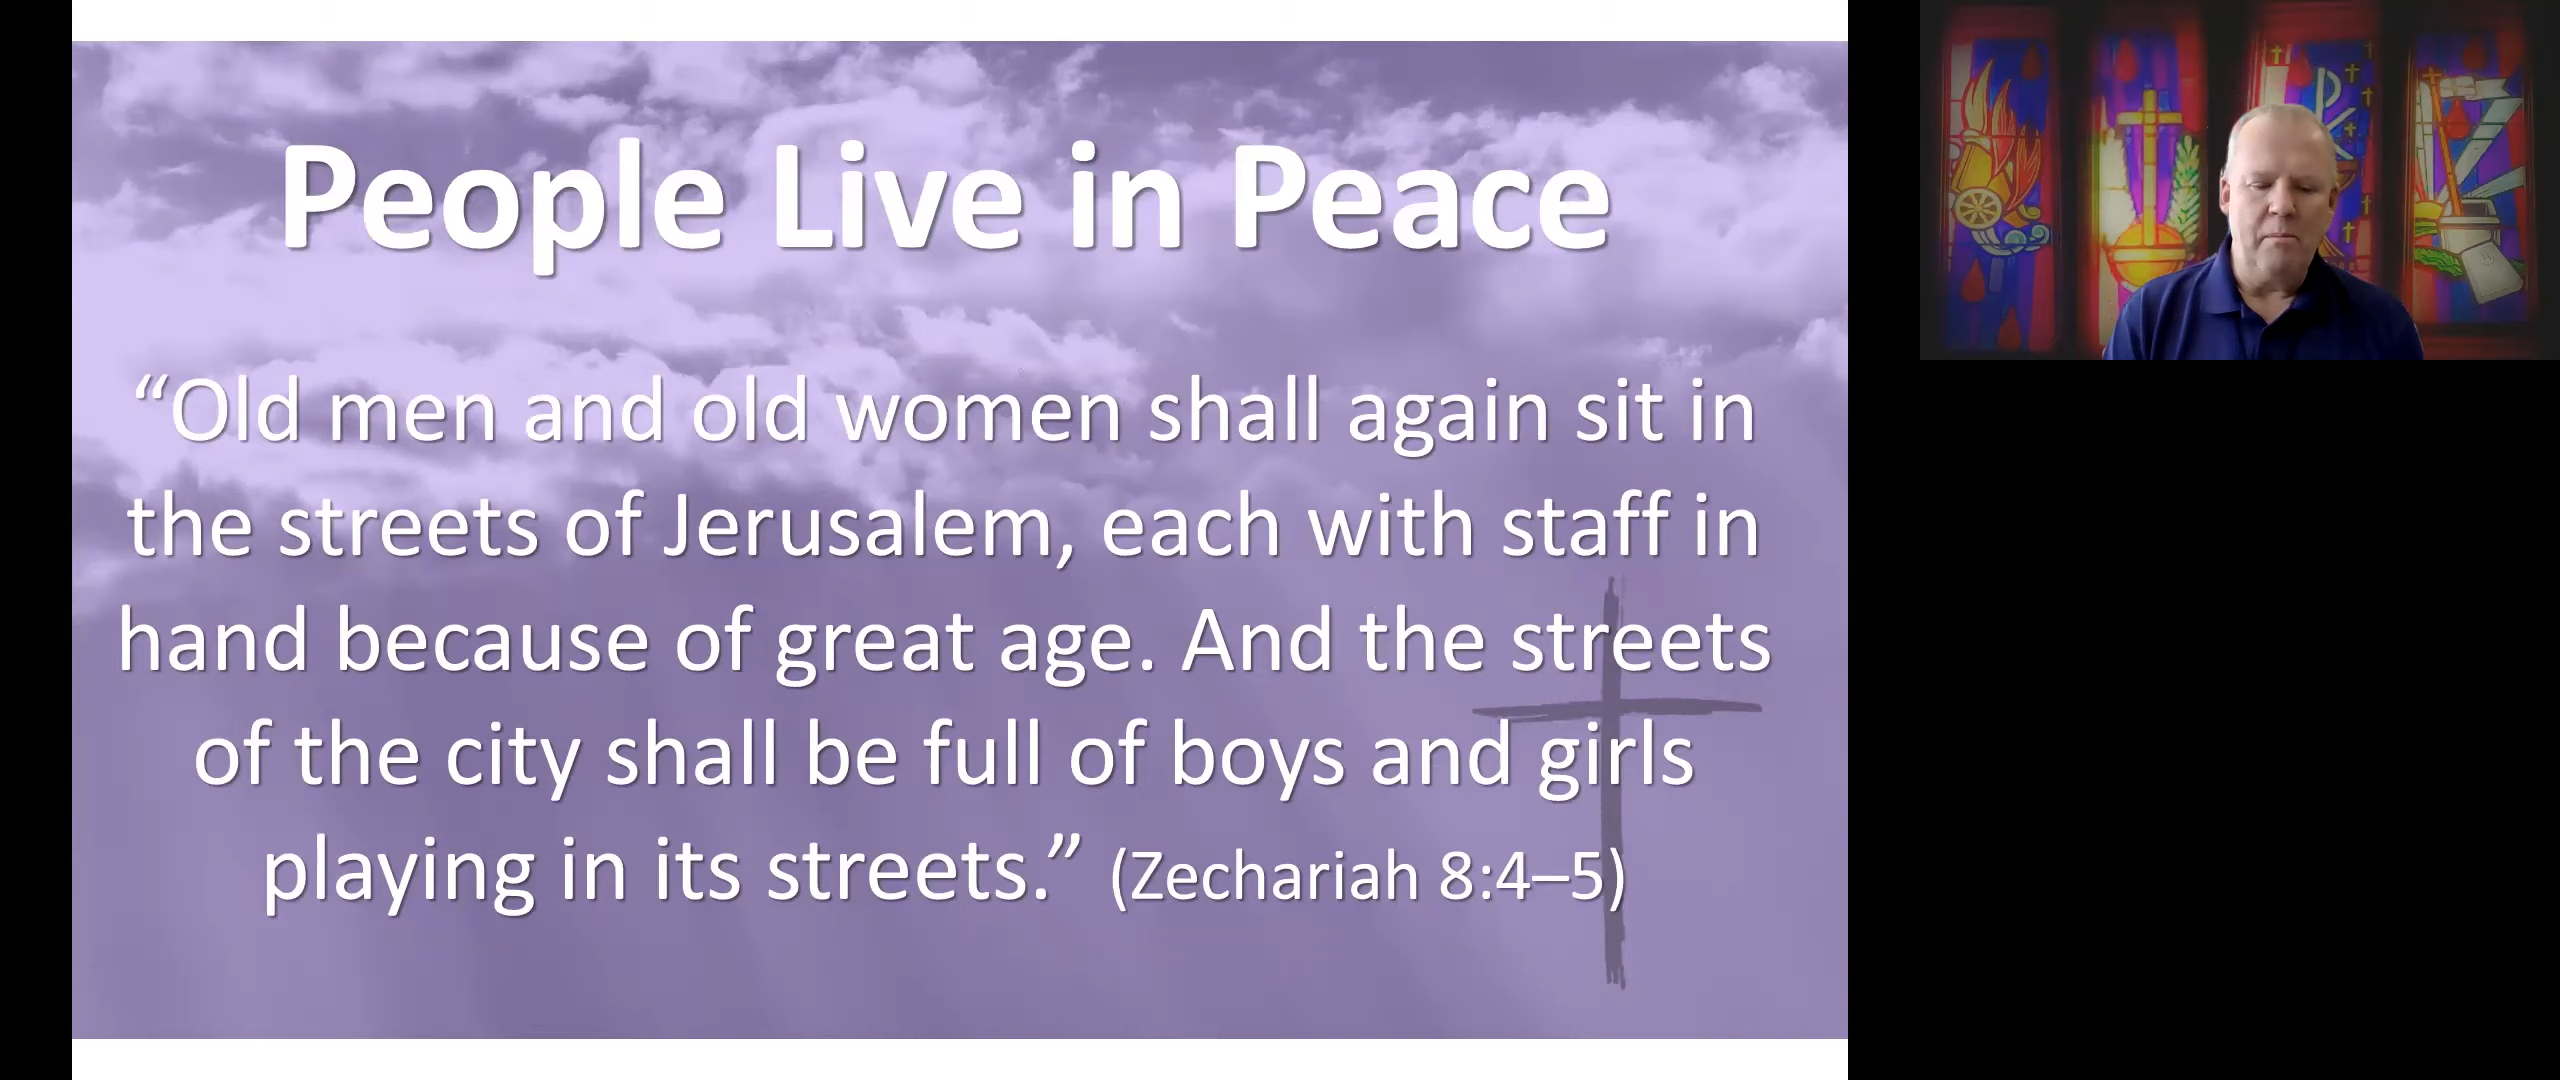 People Live in Peace
“Old men and old women shall again sit in
the streets of Jerusalem, each with staff in
hand because of great age. And the streets
of the city shall be full of boys and girls
playing in its streets.” (Zechariah 8:4–5)